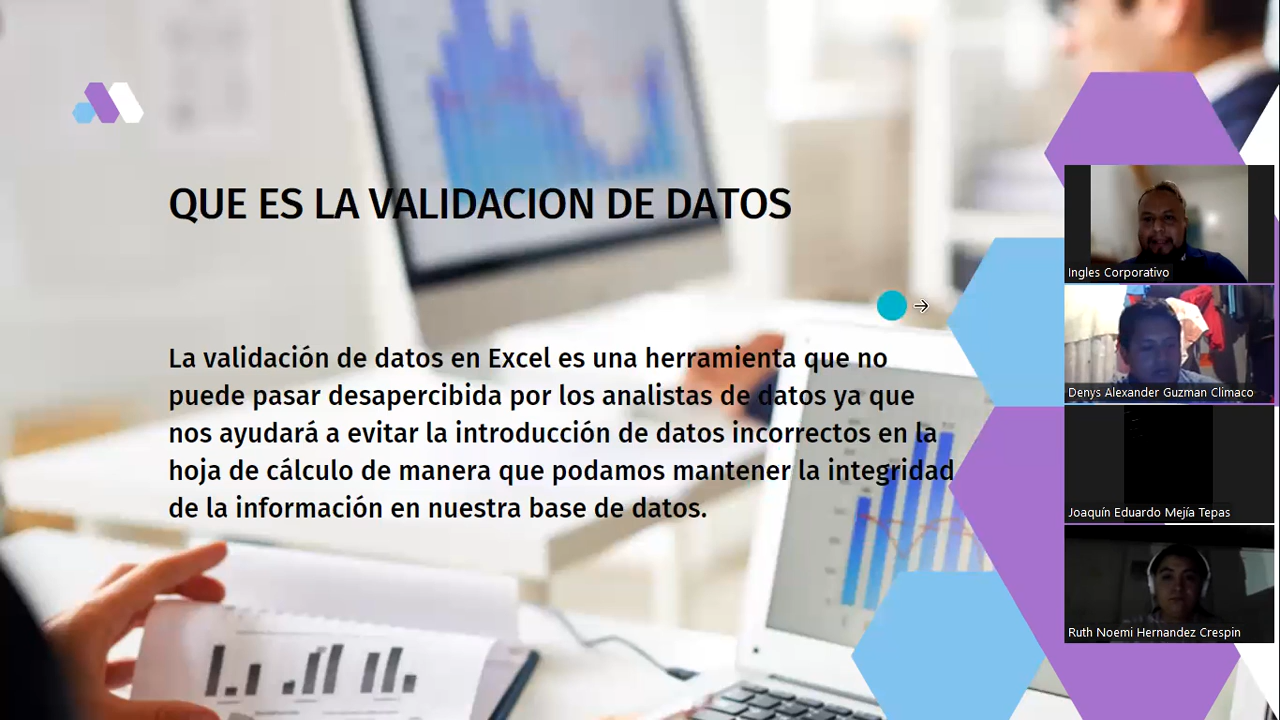 QUE ES LA VALIDACION DE DATOS
La validación de datos en Excel es una herramienta que no
puede pasar desapercibida por los analistas de datos ya que
nos ayudará a evitar la introducción de datos incorrectos en la
hoja de cálculo de manera que podamos mantener la integridad
de la información en nuestra base de datos.
Ingles Corporativo
Denys Alexander Guzman Climaco
Joaquín Eduardo Mejía Tepas
Ruth Noemi Hernandez Crespin